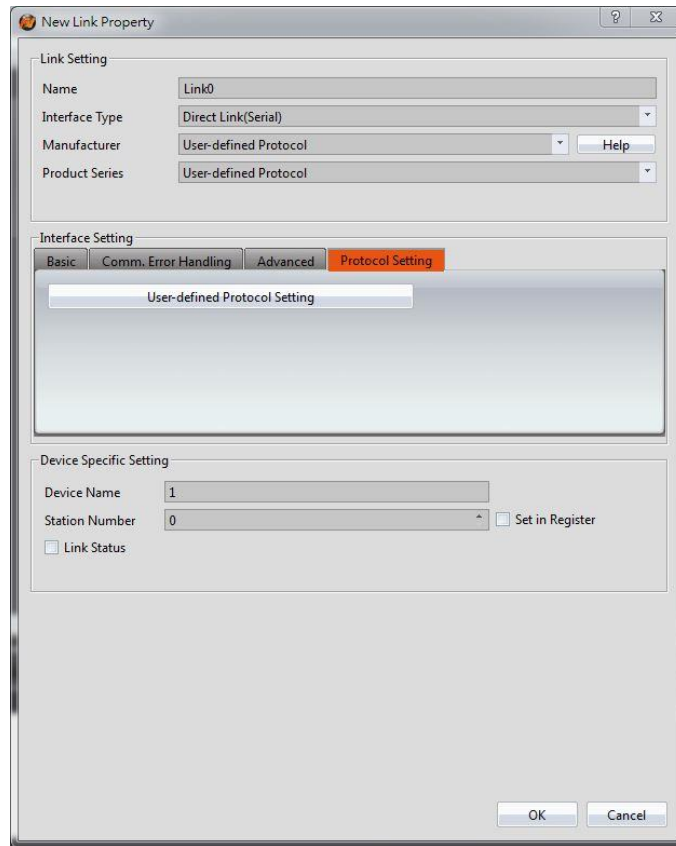 New Link Property
Link Setting
Name Link0
Interface Type Direct Link(Serial)
Manufacturer User-defined Protocol Help
Product Series User-defined Protocol
Interface Setting
Basic Comm. Error Handling Advanced Protocol Setting
User-defined Protocol Setting
Device Specific Setting
Device Name 1
Station Number 0 Set in Register
Link Status
OK Cancel